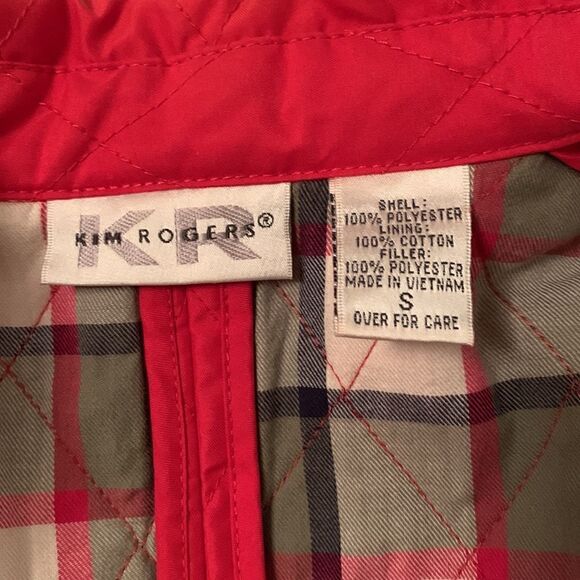 KR
KIM ROGERS®
SHELL:
100% POLYESTER
LINING:
100% COTTON
FILLER:
100% POLYESTER
MADE IN VIETNAM
S
OVER FOR CARE